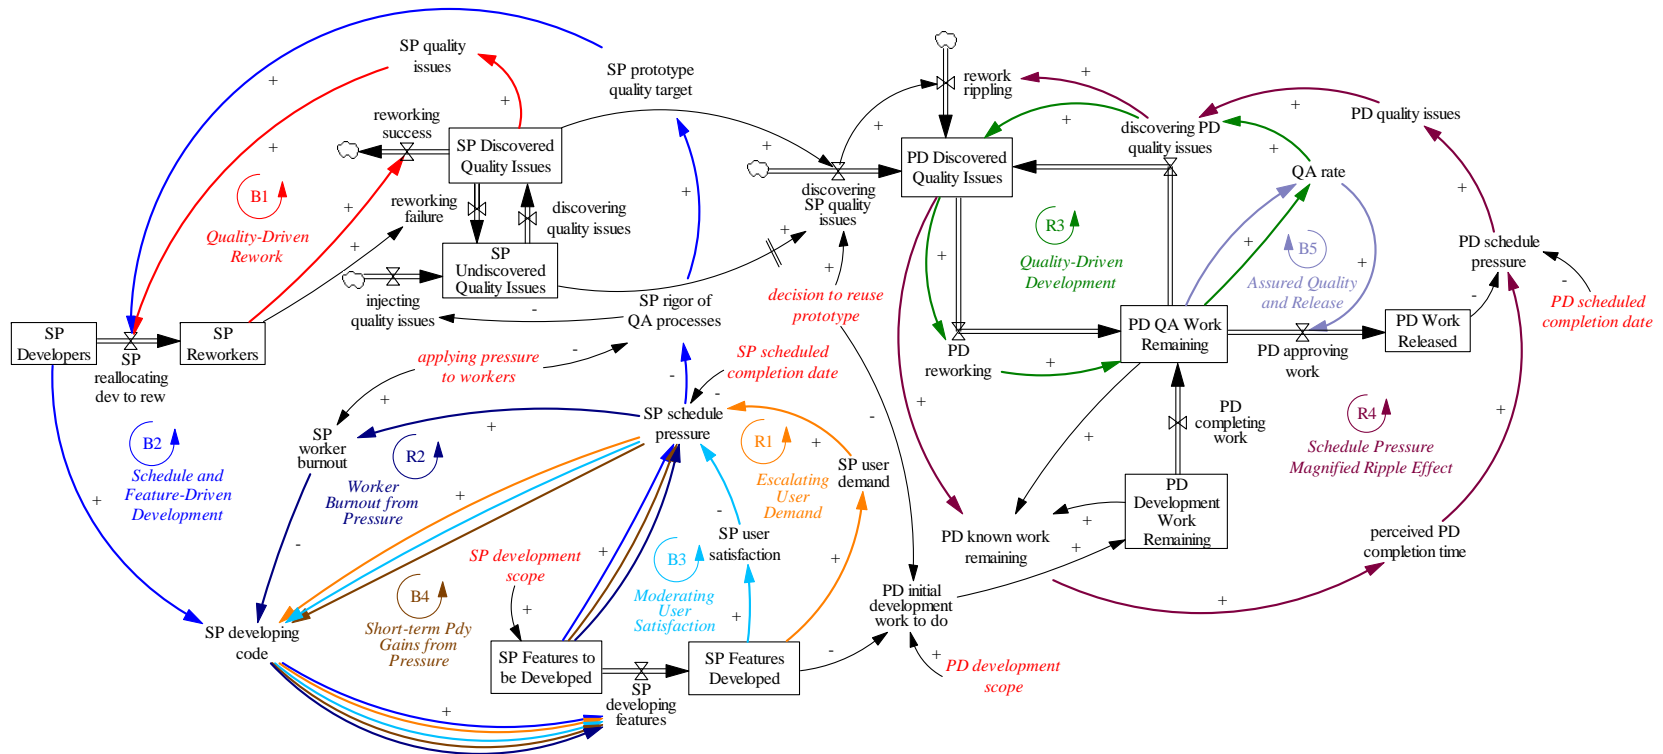 SP quality
issues
SP prototype
quality target
rework
rippling
reworking
success
SP Discovered
Quality Issues
discovering PD
quality issues
PD quality issues
PD Discovered
Quality Issues
QA rate
discovering
SP quality
issues
B1
Quality-Driven
Rework
reworking
failure
discovering
quality issues
SP
Undiscovered
Quality Issues
injecting
quality issues
SP rigor of
QA processes
decision to reuse
prototype
R3
Quality-Driven
Development
B5
Assured Quality
and Release
PD schedule
pressure
PD scheduled
completion date
SP
Developers
SP
reallocating
dev to rew
SP
Reworkers
applying pressure
to workers
SP scheduled
completion date
PD
reworking
PD QA Work
Remaining
PD approving
work
PD Work
Released
SP schedule
pressure
PD
completing
work
B2
Schedule and
Feature-Driven
Development
SP
worker
burnout
R2
Worker
Burnout from
Pressure
R1
Escalating
User
Demand
SP user
demand
R4
Schedule Pressure
Magnified Ripple Effect
PD
Development
Work
Remaining
SP user
satisfaction
PD known work
remaining
perceived PD
completion time
SP development
scope
B3
Moderating
User
Satisfaction
B4
Short-term Pdy
Gains from
Pressure
PD initial
development
work to do
SP developing
code
SP Features to
be Developed
SP
developing
features
SP Features
Developed
PD development
scope